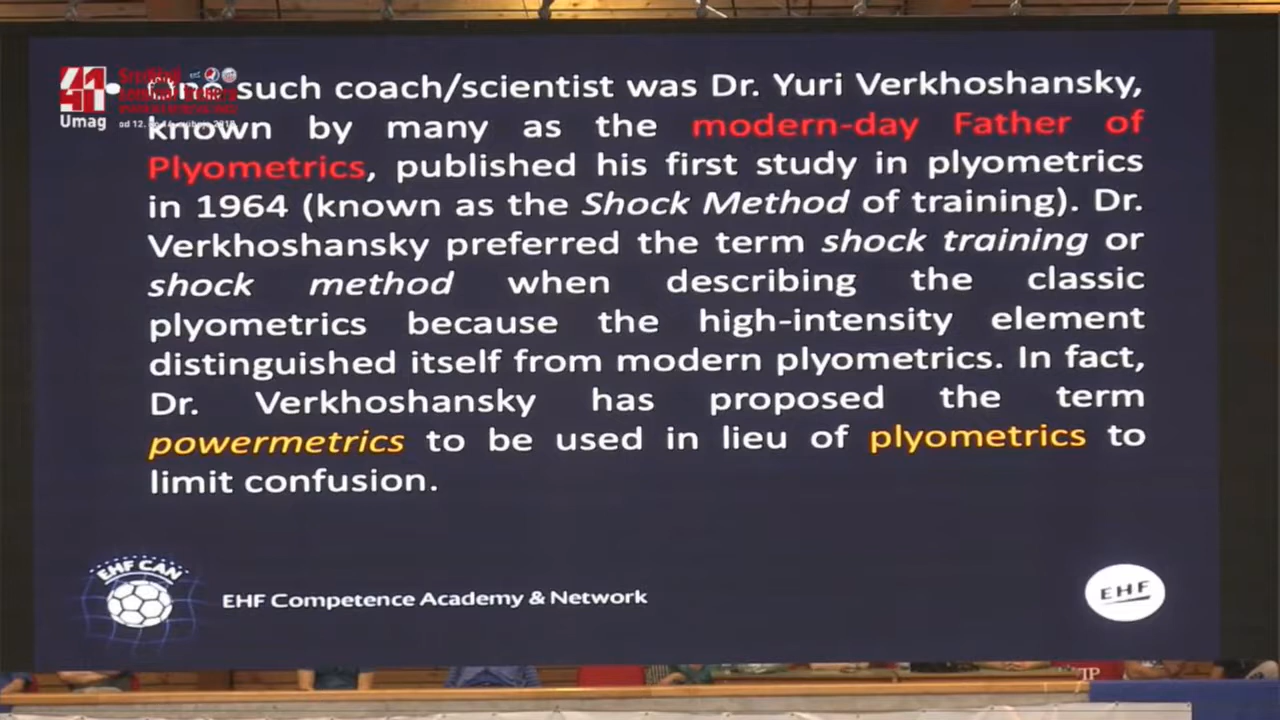 such coach/scientist was Dr. Yuri Verkhoshansky,
known by many as the modern-day Father of
Plyometrics, published his first study in plyometrics
in 1964 (known as the Shock Method of training). Dr.
Verkhoshansky preferred the term shock training or
shock method when describing the classic
plyometrics because the high-intensity element
distinguished itself from modern plyometrics. In fact,
Dr. Verkhoshansky has proposed the term
powermetrics to be used in lieu of plyometrics to
limit confusion.
41
Umag
od 12.
EHF CAN
EHF Competence Academy & Network
EHF